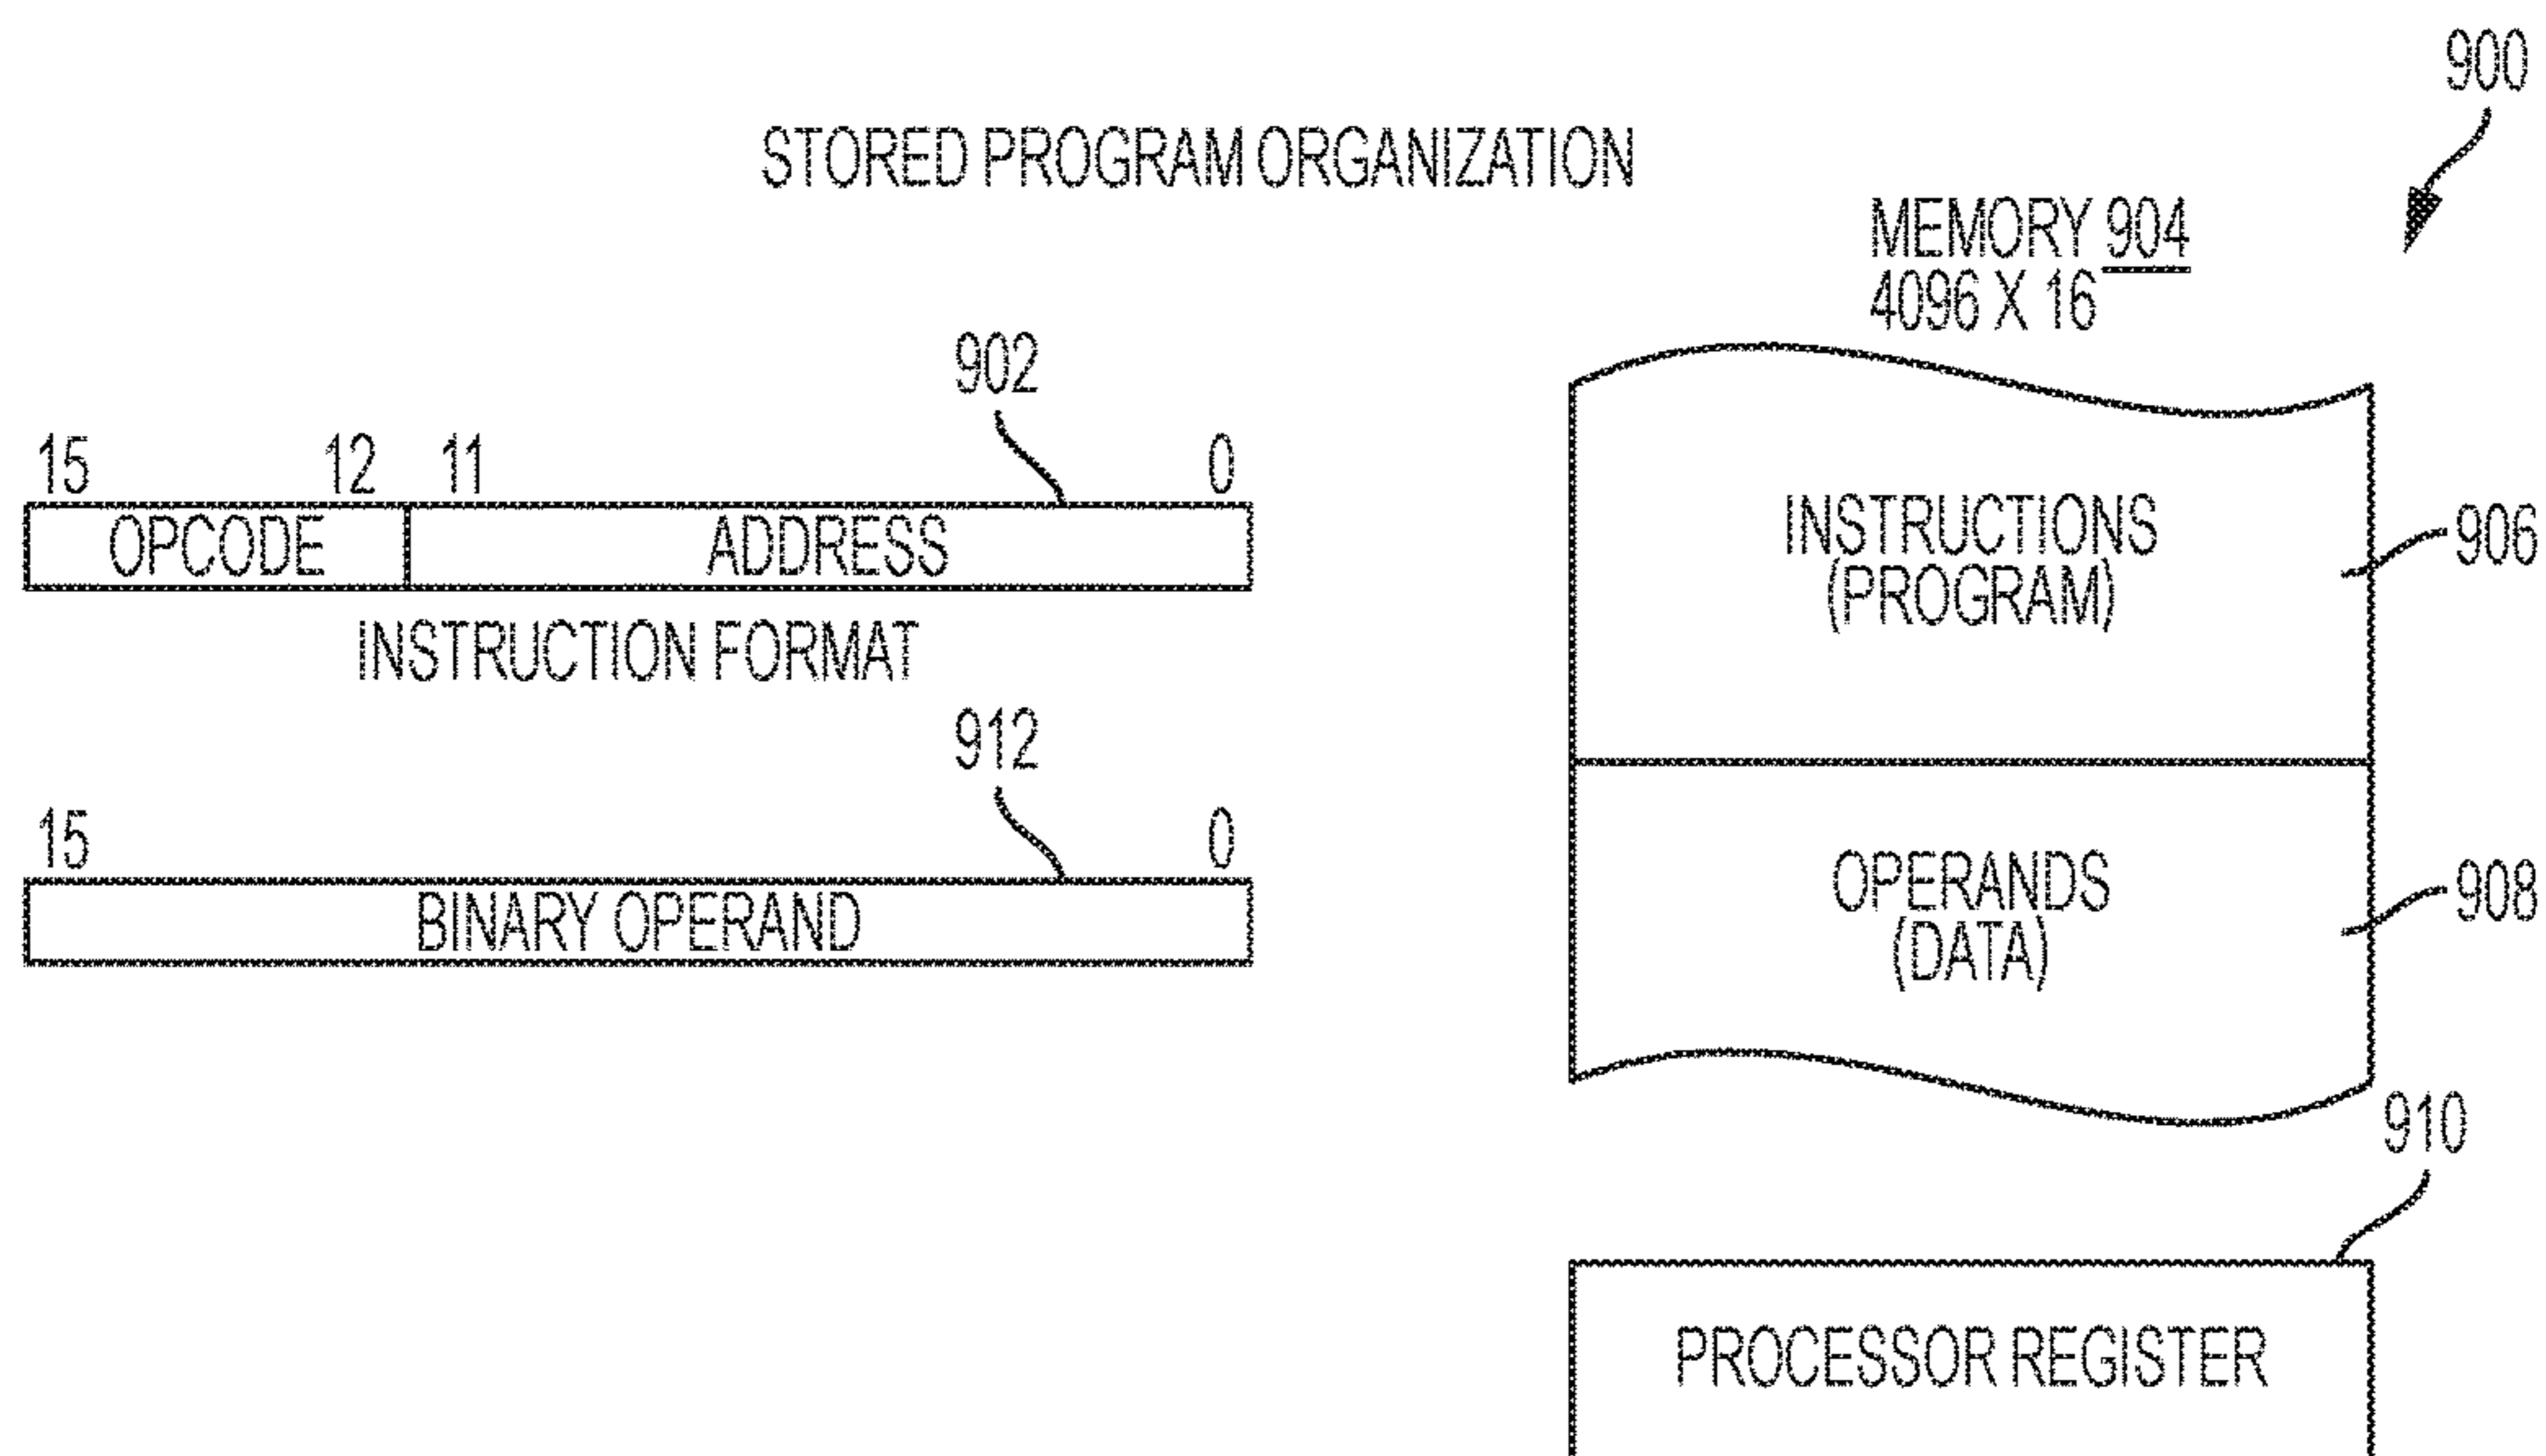 900
STORED PROGRAM ORGANIZATION
MEMORY 904
4096 X 16
902
15 12 11 0
OPCODE ADDRESS
INSTRUCTION FORMAT
INSTRUCTIONS
(PROGRAM)
906
912
15 0
BINARY OPERAND
OPERANDS
(DATA)
908
910
PROCESSOR REGISTER